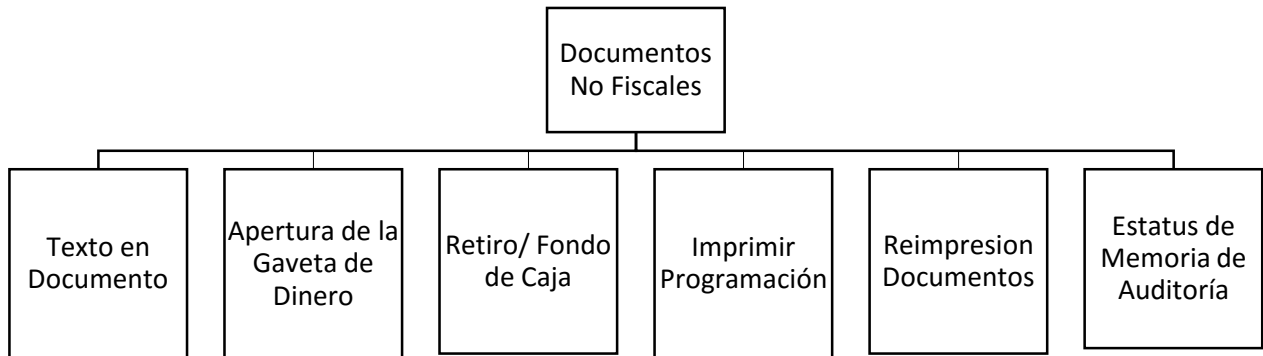 Documentos
No Fiscales
Texto en
Documento
Apertura de la
Gaveta de
Dinero
Retiro/ Fondo
de Caja
Imprimir
Programación
Reimpresion
Documentos
Estatus de
Memoria de
Auditoría